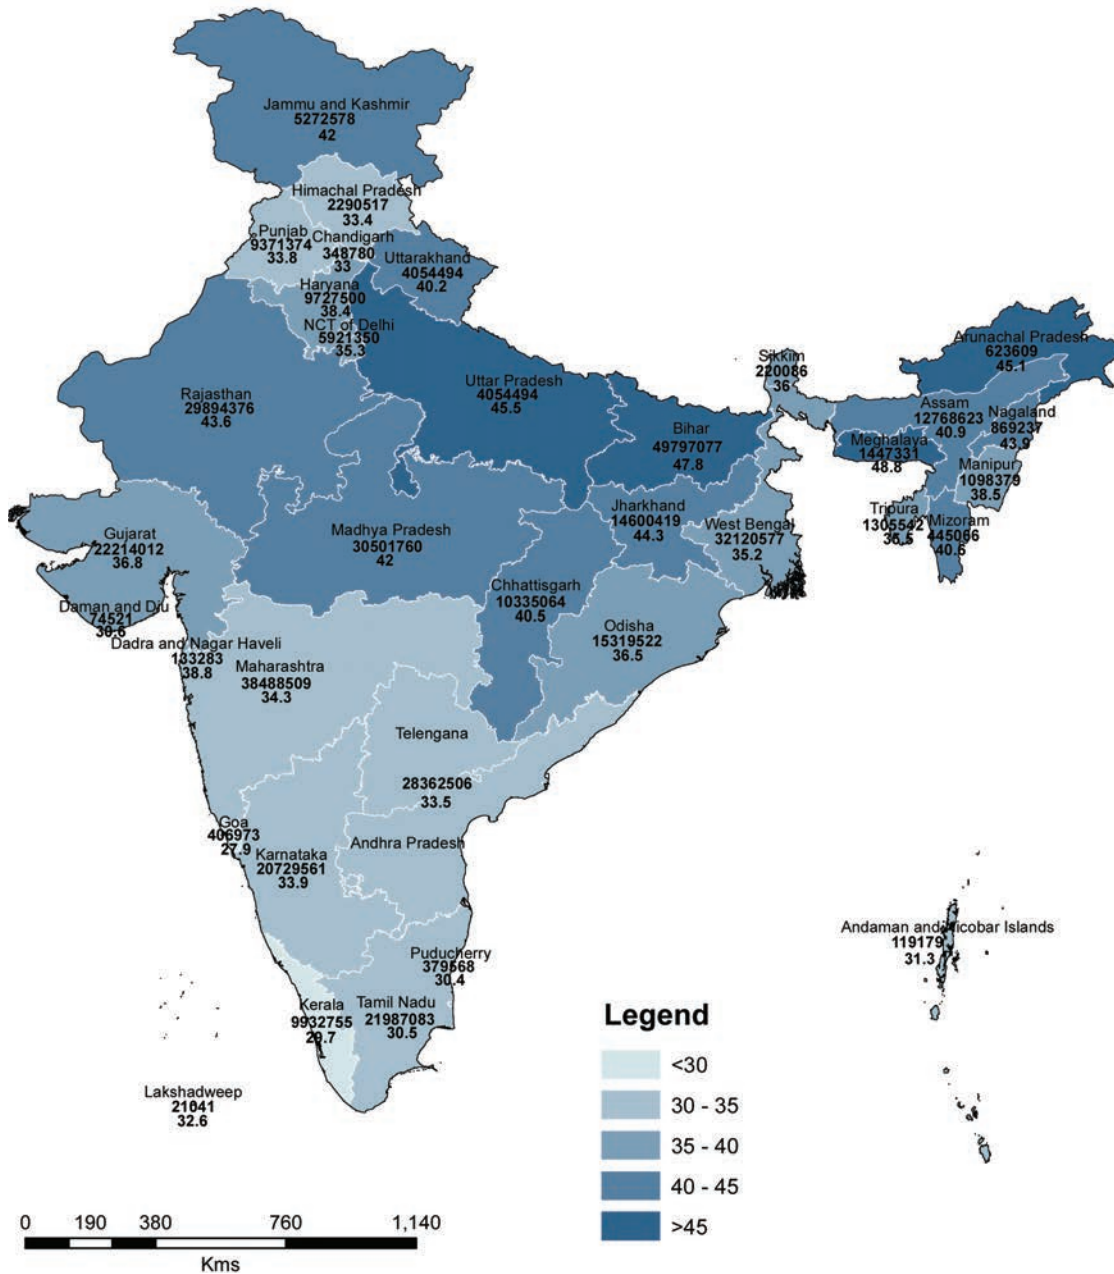 Jammu and Kashmir
5272578
42
Himachal Pradesh
2290517
33.4
Punjab
9371374
33.8
Chandigarh
348780
33
Uttarakhand
4054494
40.2
Haryana
9727500
38.4
NCT of Delhi
5921350
35.3
Rajasthan
29894376
43.6
Uttar Pradesh
4054494
45.5
Bihar
49797077
47.8
Sikkim
220086
36
Arunachal Pradesh
623609
45.1
Assam
12768623
40.9
Nagaland
869237
43.9
Meghalaya
1447331
48.8
Manipur
1098379
38.5
Tripura
1305542
35.5
Mizoram
445066
40.6
Gujarat
22214012
36.8
Madhya Pradesh
30501760
42
Jharkhand
14600419
44.3
West Bengal
32120577
35.2
Chhattisgarh
10335064
40.5
Odisha
15319522
36.5
Daman and Diu
74521
30.6
Dadra and Nagar Haveli
133283
38.8
Maharashtra
38488509
34.3
Telengana
28362506
33.5
Andhra Pradesh
Goa
406973
27.9
Karnataka
20729561
33.9
Puducherry
379568
30.4
Kerala
9932755
29.7
Tamil Nadu
21987083
30.5
Lakshadweep
21041
32.6
Andaman and Nicobar Islands
119179
31.3
Legend
<30
30 - 35
35 - 40
40 - 45
>45
0 190 380 760 1,140
Kms